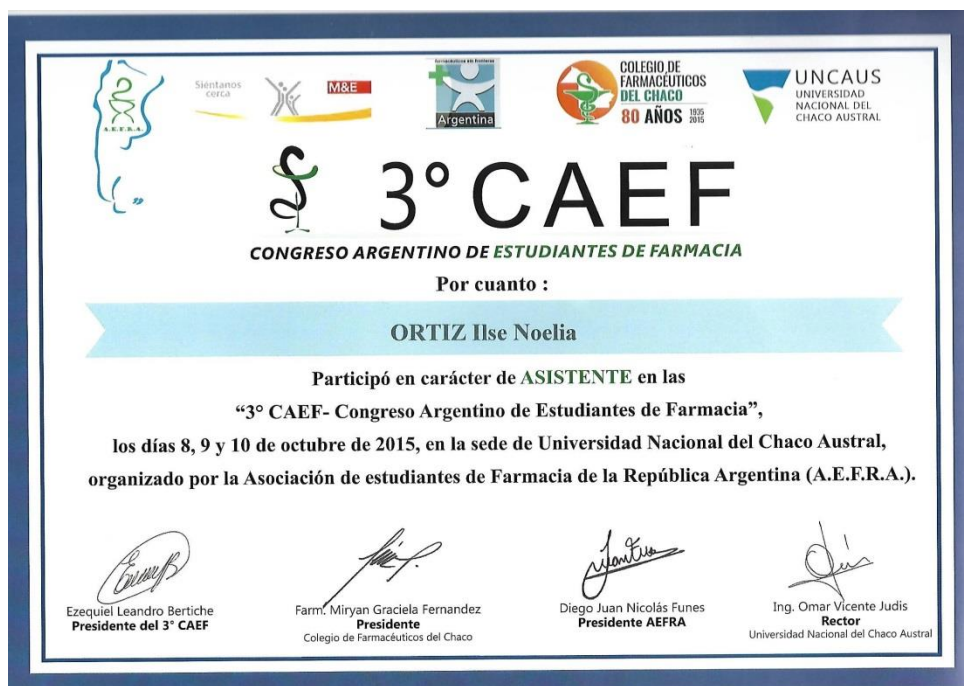 A.E.F.R.A.
Siéntanos
cerca
M&E
Farmacéuticos sin Fronteras
Argentina
COLEGIO DE
FARMACÉUTICOS
DEL CHACO
80 AÑOS 1935 2015
UNCAUS
UNIVERSIDAD
NACIONAL DEL
CHACO AUSTRAL
3° CAEF
CONGRESO ARGENTINO DE ESTUDIANTES DE FARMACIA
Por cuanto :
ORTIZ Ilse Noelia
Participó en carácter de ASISTENTE en las
“3° CAEF- Congreso Argentino de Estudiantes de Farmacia”,
los días 8, 9 y 10 de octubre de 2015, en la sede de Universidad Nacional del Chaco Austral,
organizado por la Asociación de estudiantes de Farmacia de la República Argentina (A.E.F.R.A.).
Ezequiel Leandro Bertiche
Presidente del 3° CAEF
Farm. Miryan Graciela Fernandez
Presidente
Colegio de Farmacéuticos del Chaco
Diego Juan Nicolás Funes
Presidente AEFRA
Ing. Omar Vicente Judis
Rector
Universidad Nacional del Chaco Austral